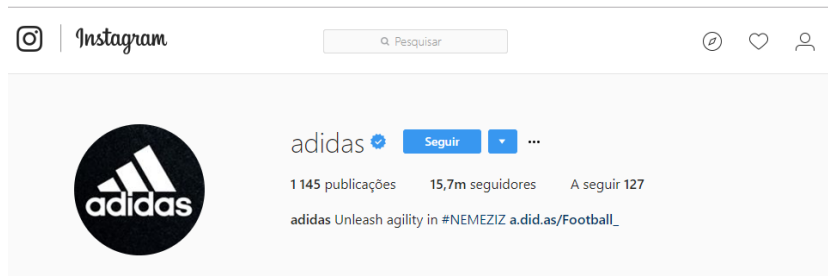 Instagram
Pesquisar
adidas
adidas Seguir ...
1 145 publicações 15,7m seguidores A seguir 127
adidas Unleash agility in #NEMEZIZ a.did.as/Football_